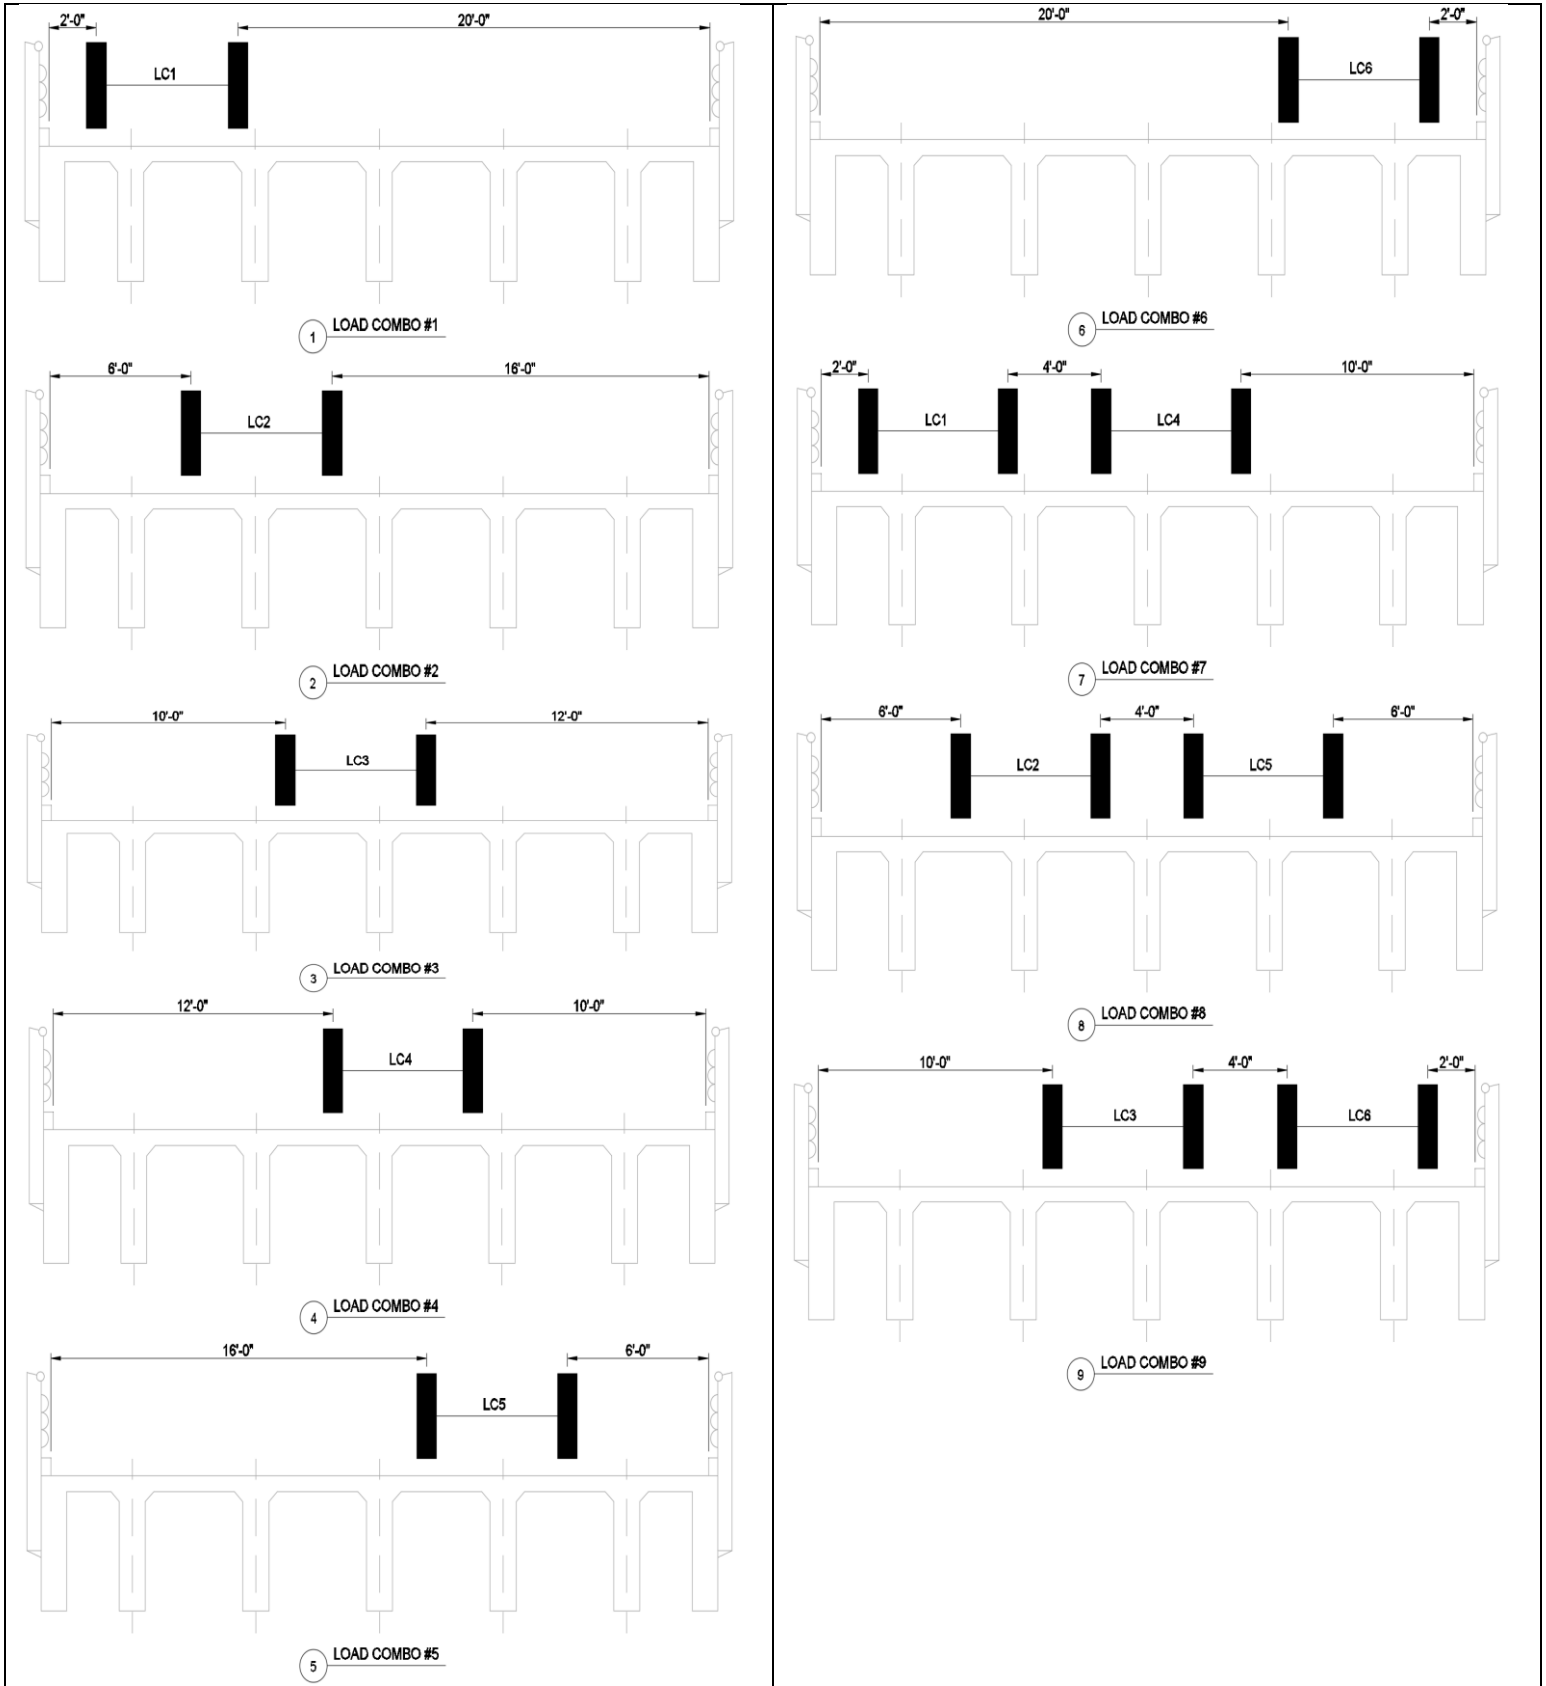 2'-0" 20'-0"
LC1
1 LOAD COMBO #1
6'-0" 16'-0"
LC2
2 LOAD COMBO #2
10'-0" 12'-0"
LC3
3 LOAD COMBO #3
12'-0" 10'-0"
LC4
4 LOAD COMBO #4
16'-0" 6'-0"
LC5
5 LOAD COMBO #5
20'-0" 2'-0"
LC6
6 LOAD COMBO #6
2'-0" 4'-0" 10'-0"
LC1 LC4
7 LOAD COMBO #7
6'-0" 4'-0" 6'-0"
LC2 LC5
8 LOAD COMBO #8
10'-0" 4'-0" 2'-0"
LC3 LC6
9 LOAD COMBO #9